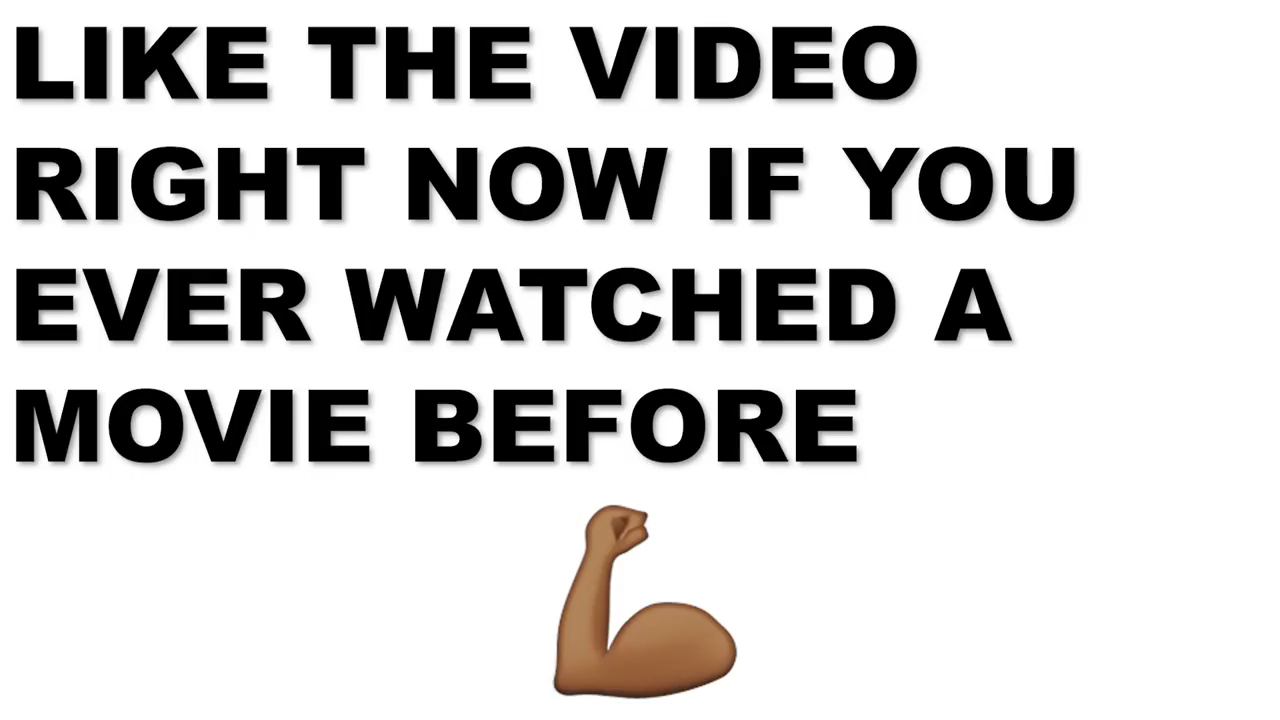 LIKE THE VIDEO
RIGHT NOW IF YOU
EVER WATCHED A
MOVIE BEFORE